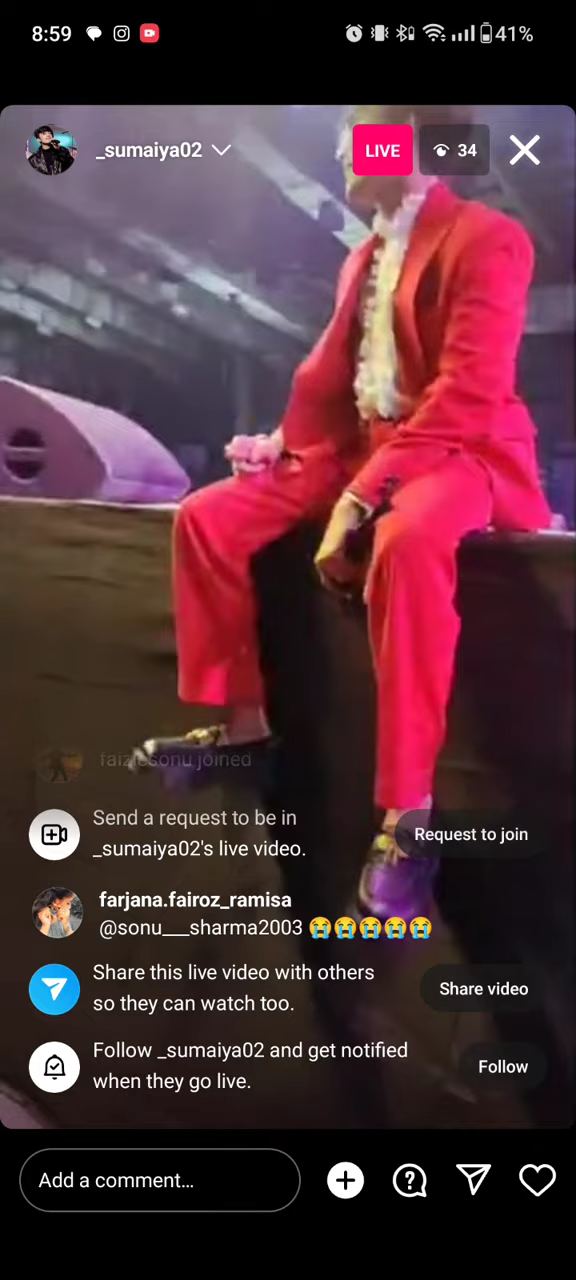 8:59
41%
_sumaiya02
LIVE
34
faiz sonu joined
Send a request to be in
_sumaiya02's live video.
Request to join
farjana.fairoz_ramisa
@sonu___sharma2003 😭😭😭😭😭
Share this live video with others
so they can watch too.
Share video
Follow _sumaiya02 and get notified
when they go live.
Follow
Add a comment...